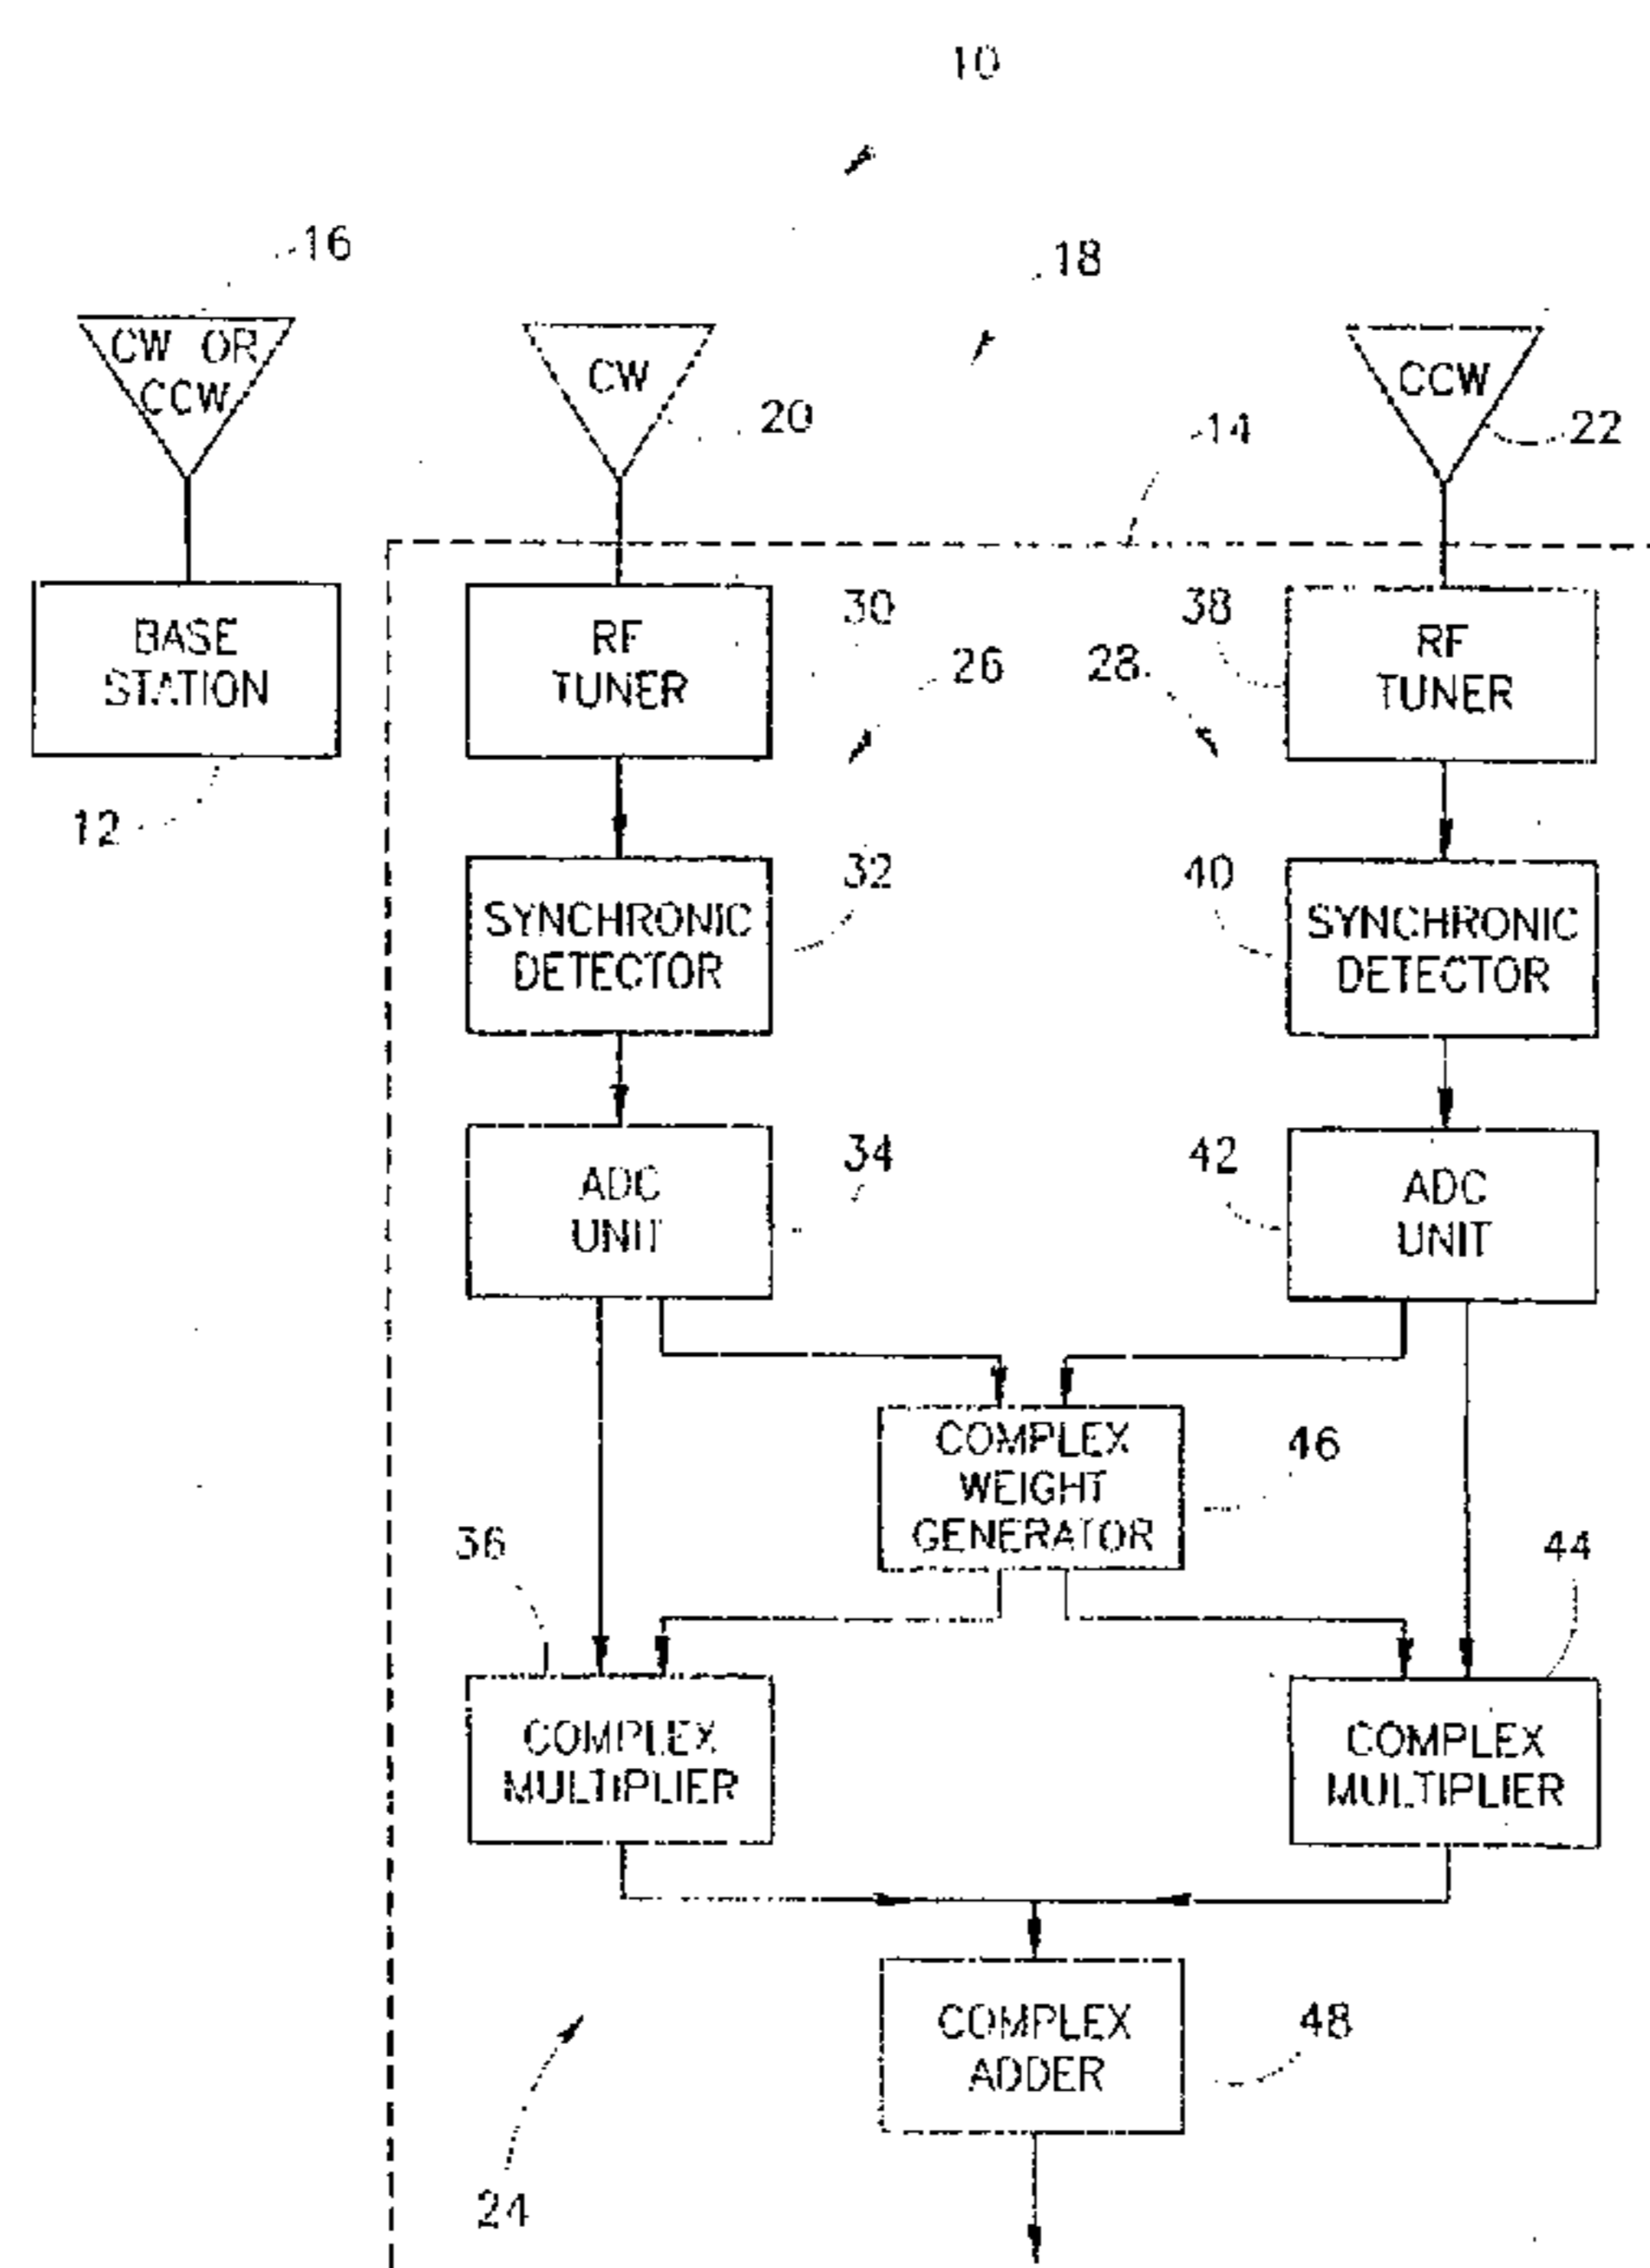 10
16
18
CW OR
CCW
CW
CCW
20
14
22
BASE
STATION
RF
TUNER
30
38
RF
TUNER
26
28
12
SYNCHRONIC
DETECTOR
32
40
SYNCHRONIC
DETECTOR
ADC
UNIT
34
42
ADC
UNIT
COMPLEX
WEIGHT
GENERATOR
46
36
44
COMPLEX
MULTIPLIER
COMPLEX
MULTIPLIER
COMPLEX
ADDER
48
24